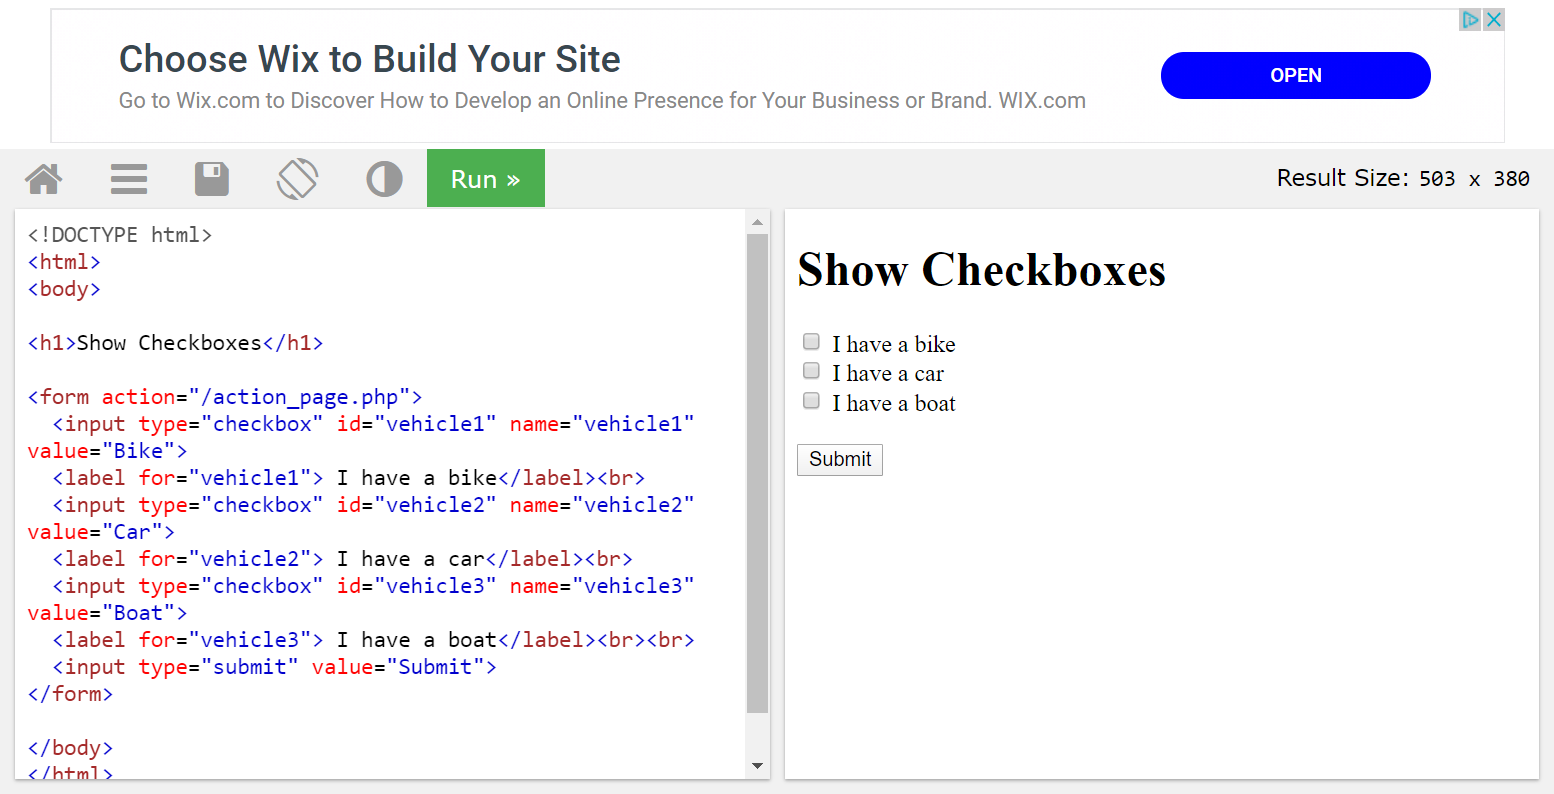 Choose Wix to Build Your Site
Go to Wix.com to Discover How to Develop an Online Presence for Your Business or Brand. WIX.com
OPEN
Run »
Result Size: 503 x 380
<!DOCTYPE html>
<html>
<body>
<h1>Show Checkboxes</h1>
<form action="/action_page.php">
<input type="checkbox" id="vehicle1" name="vehicle1"
value="Bike">
<label for="vehicle1"> I have a bike</label><br>
<input type="checkbox" id="vehicle2" name="vehicle2"
value="Car">
<label for="vehicle2"> I have a car</label><br>
<input type="checkbox" id="vehicle3" name="vehicle3"
value="Boat">
<label for="vehicle3"> I have a boat</label><br><br>
<input type="submit" value="Submit">
</form>
</body>
</html>
Show Checkboxes
I have a bike
I have a car
I have a boat
Submit